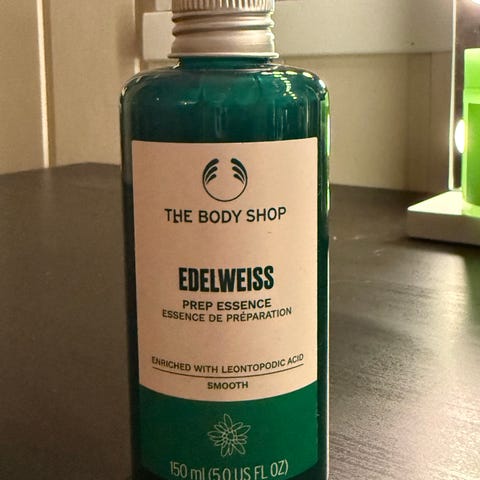 THE BODY SHOP
EDELWEISS
PREP ESSENCE
ESSENCE DE PRÉPARATION
ENRICHED WITH LEONTOPODIC ACID
SMOOTH
150 ml (5.0 US FL OZ)